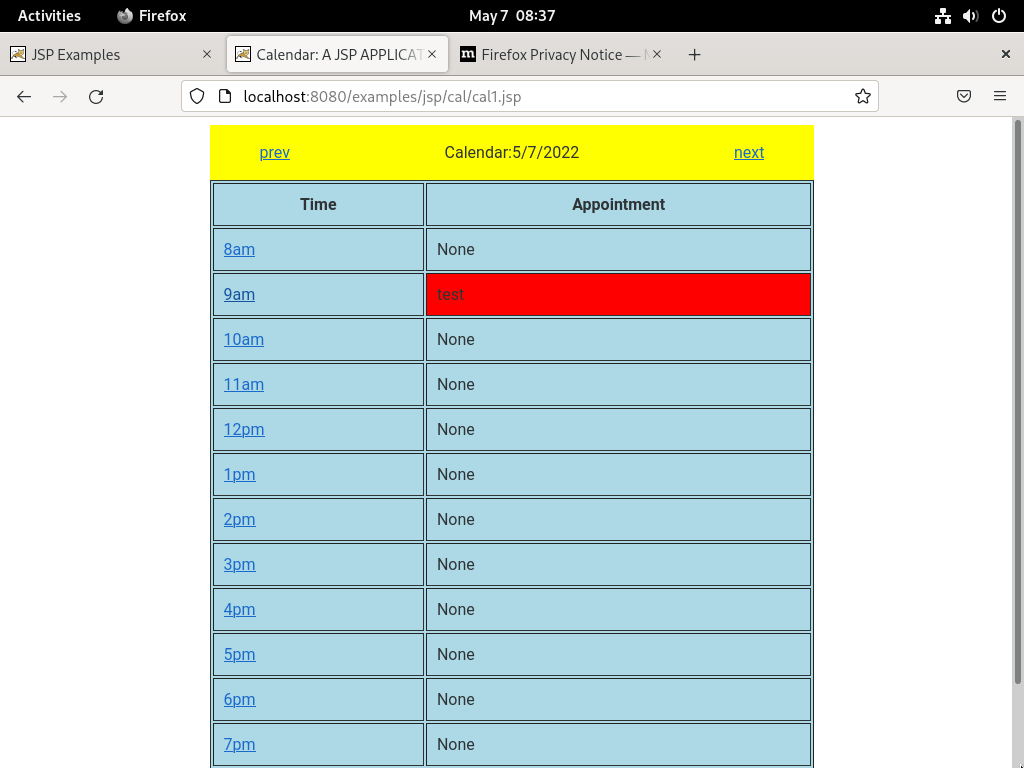 Activities Firefox May 7 08:37
JSP Examples Calendar: A JSP APPLICAT Firefox Privacy Notice —
localhost:8080/examples/jsp/cal/cal1.jsp
prev Calendar:5/7/2022 next
Time Appointment
8am None
9am test
10am None
11am None
12pm None
1pm None
2pm None
3pm None
4pm None
5pm None
6pm None
7pm None